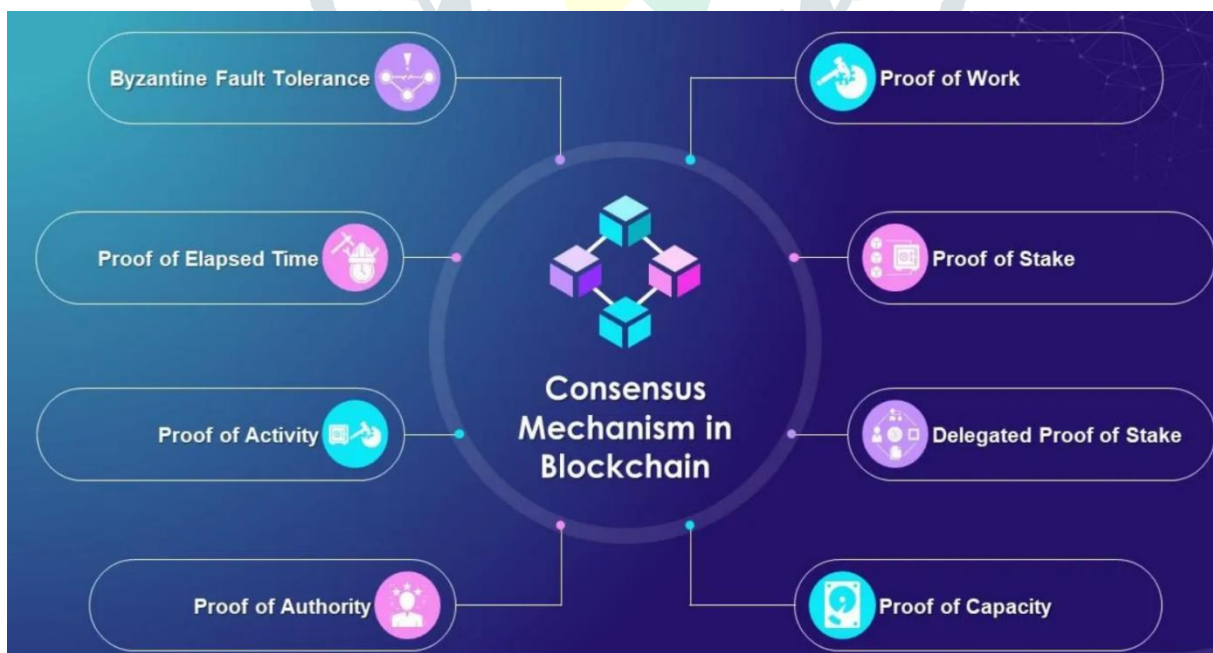 Byzantine Fault Tolerance
Proof of Work
Proof of Elapsed Time
Proof of Stake
Consensus
Mechanism in
Blockchain
Proof of Activity
Delegated Proof of Stake
Proof of Authority
Proof of Capacity